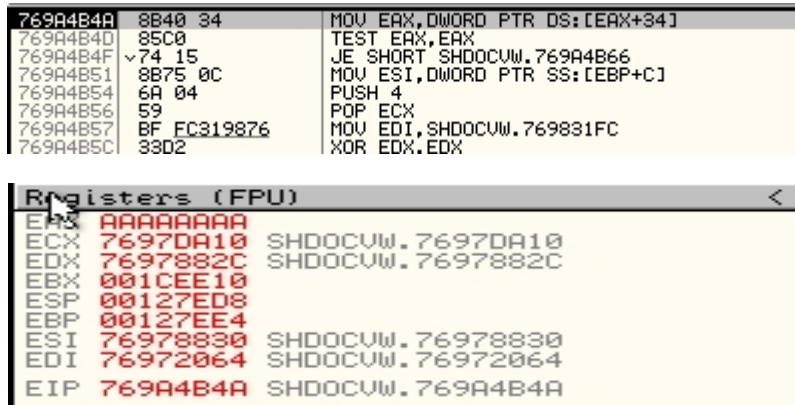 769A4B4A 8B40 34 MOV EAX,DWORD PTR DS:[EAX+34]
769A4B4D 85C0 TEST EAX,EAX
769A4B4F 74 15 JE SHORT SHDOCVW.769A4B66
769A4B51 8B75 0C MOV ESI,DWORD PTR SS:[EBP+C]
769A4B54 6A 04 PUSH 4
769A4B56 59 POP ECX
769A4B57 BF FC319876 MOV EDI,SHDOCVW.769831FC
769A4B5C 33D2 XOR EDX,EDX
Registers (FPU) <
EAX AAAAAAAA
ECX 7697DA10 SHDOCVW.7697DA10
EDX 7697882C SHDOCVW.7697882C
EBX 001CEE10
ESP 00127ED8
EBP 00127EE4
ESI 76978830 SHDOCVW.76978830
EDI 76972064 SHDOCVW.76972064
EIP 769A4B4A SHDOCVW.769A4B4A